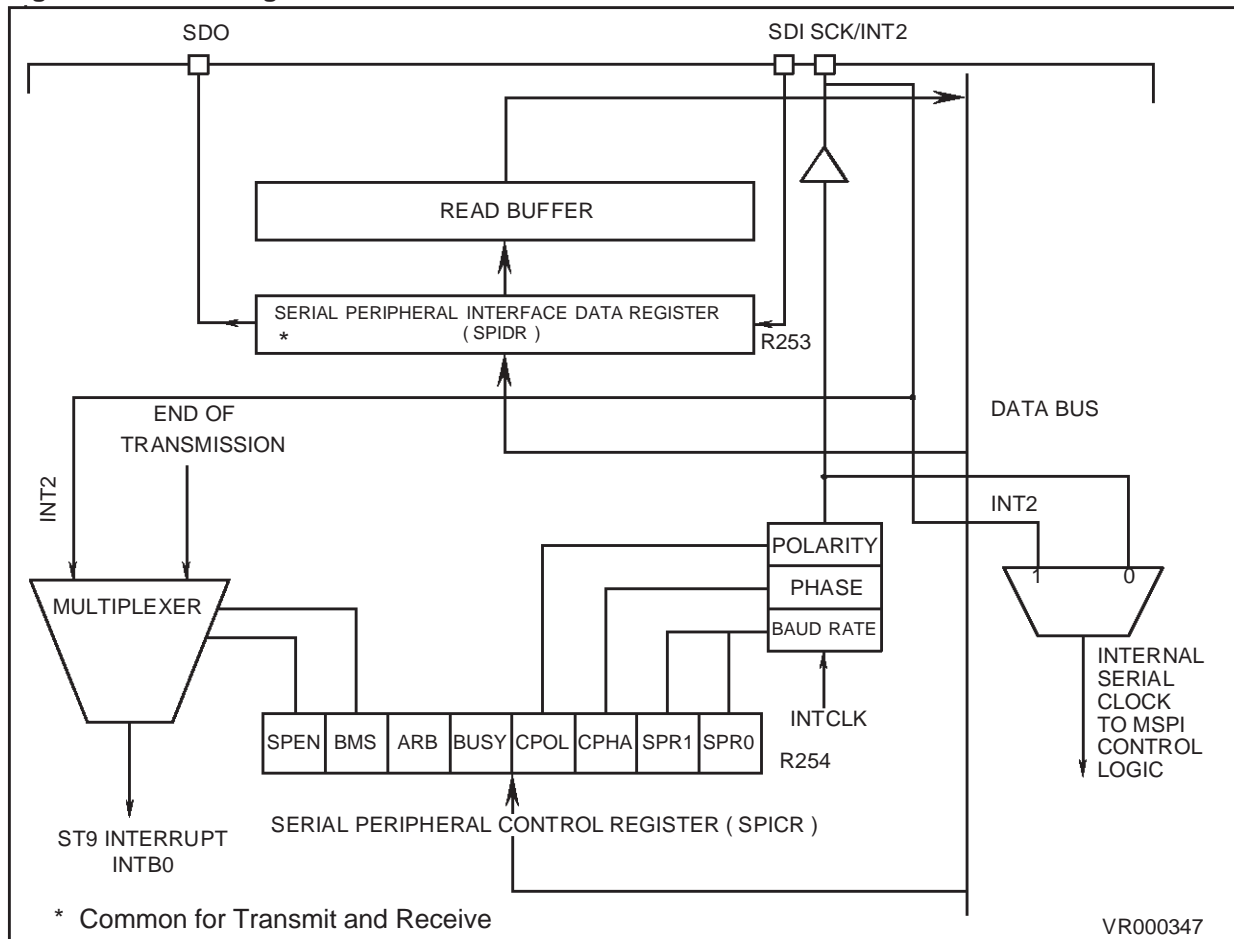 SDO
SDI SCK/INT2
READ BUFFER
SERIAL PERIPHERAL INTERFACE DATA REGISTER
* ( SPIDR )
R253
END OF
TRANSMISSION
DATA BUS
INT2
INT2
POLARITY
1 0
MULTIPLEXER
PHASE
BAUD RATE
INTERNAL
SERIAL
CLOCK
TO MSPI
CONTROL
LOGIC
INTCLK
SPEN BMS ARB BUSY CPOL CPHA SPR1 SPR0
R254
SERIAL PERIPHERAL CONTROL REGISTER ( SPICR )
ST9 INTERRUPT
INTB0
* Common for Transmit and Receive
VR000347